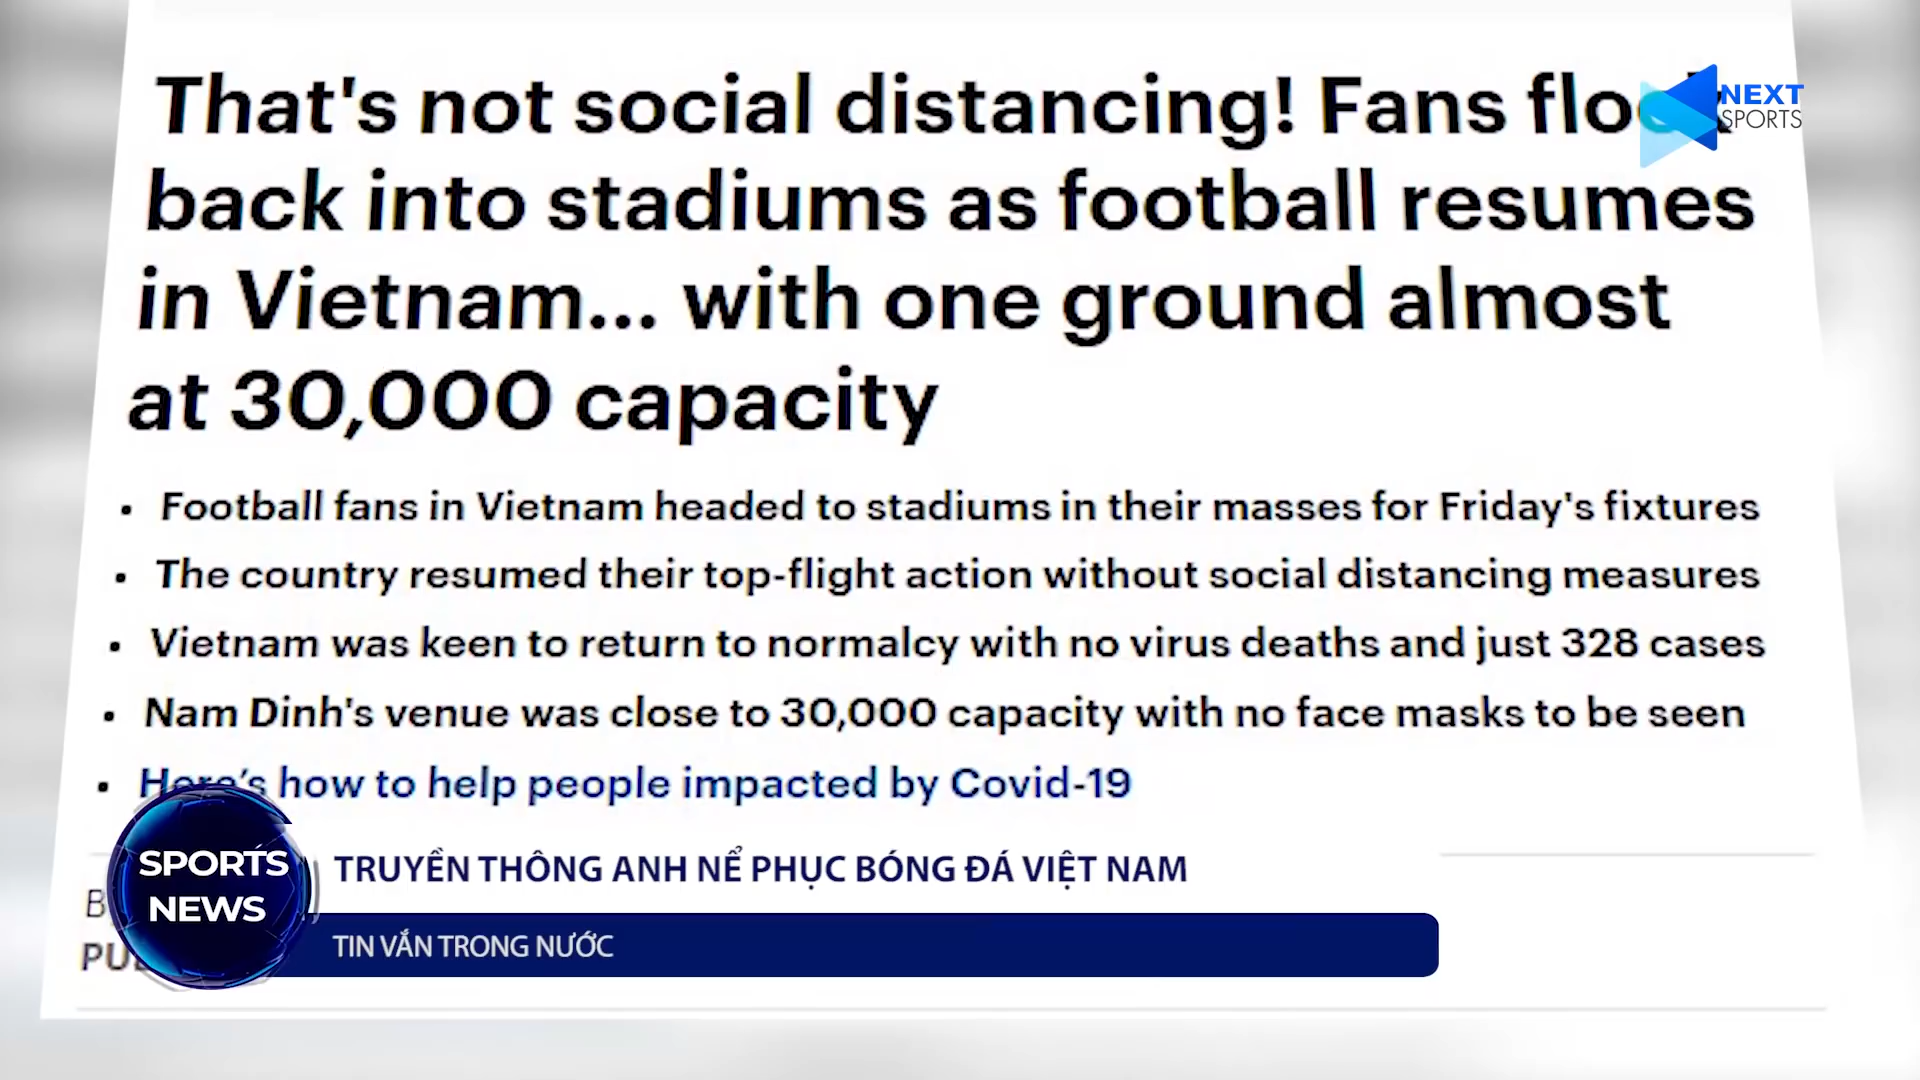 That's not social distancing! Fans flock
NEXT
SPORTS
back into stadiums as football resumes
in Vietnam... with one ground almost
at 30,000 capacity
• Football fans in Vietnam headed to stadiums in their masses for Friday's fixtures
• The country resumed their top-flight action without social distancing measures
• Vietnam was keen to return to normalcy with no virus deaths and just 328 cases
• Nam Dinh's venue was close to 30,000 capacity with no face masks to be seen
• Here's how to help people impacted by Covid-19
SPORTS
NEWS
TRUYỀN THÔNG ANH NỂ PHỤC BÓNG ĐÁ VIỆT NAM
TIN VẮN TRONG NƯỚC